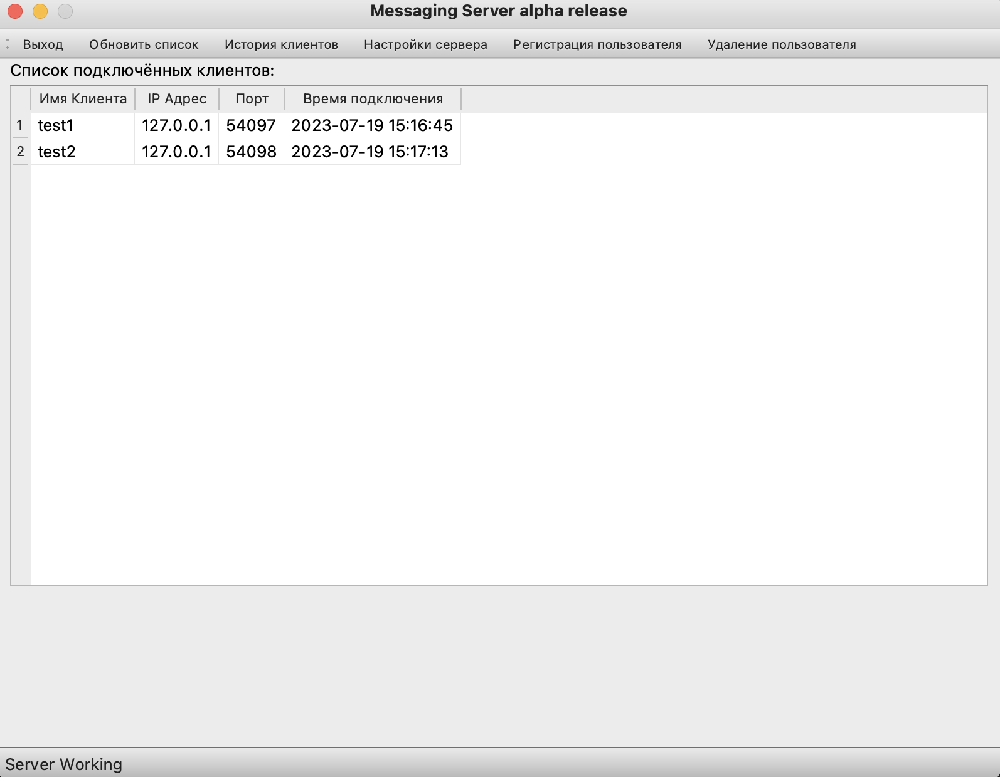 Messaging Server alpha release
Выход Обновить список История клиентов Настройки сервера Регистрация пользователя Удаление пользователя
Список подключённых клиентов:
Имя Клиента IP Адрес Порт Время подключения
1 test1 127.0.0.1 54097 2023-07-19 15:16:45
2 test2 127.0.0.1 54098 2023-07-19 15:17:13
Server Working